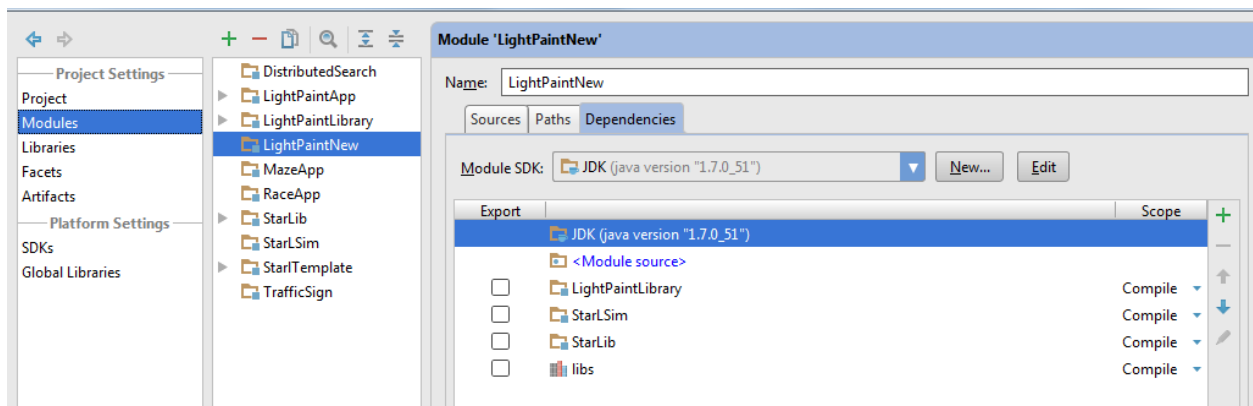 Module 'LightPaintNew'
Project Settings
Project
Modules
Libraries
Facets
Artifacts
Platform Settings
SDKs
Global Libraries
DistributedSearch
LightPaintApp
LightPaintLibrary
LightPaintNew
MazeApp
RaceApp
StarLib
StarLSim
StarlTemplate
TrafficSign
Name: LightPaintNew
Sources Paths Dependencies
Module SDK: JDK (java version "1.7.0_51") New... Edit
Export Scope
JDK (java version "1.7.0_51")
<Module source>
LightPaintLibrary Compile
StarLSim Compile
StarLib Compile
libs Compile